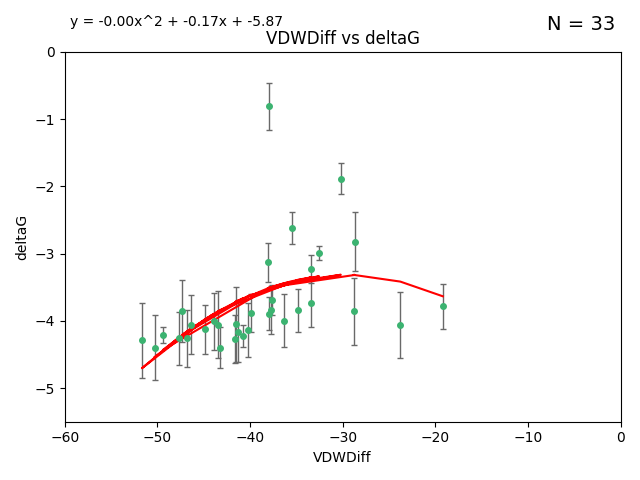 y = -0.00x^2 + -0.17x + -5.87
N = 33
VDWDiff vs deltaG
0
−1
−2
−3
−4
−5
deltaG
−60 −50 −40 −30 −20 −10 0
VDWDiff